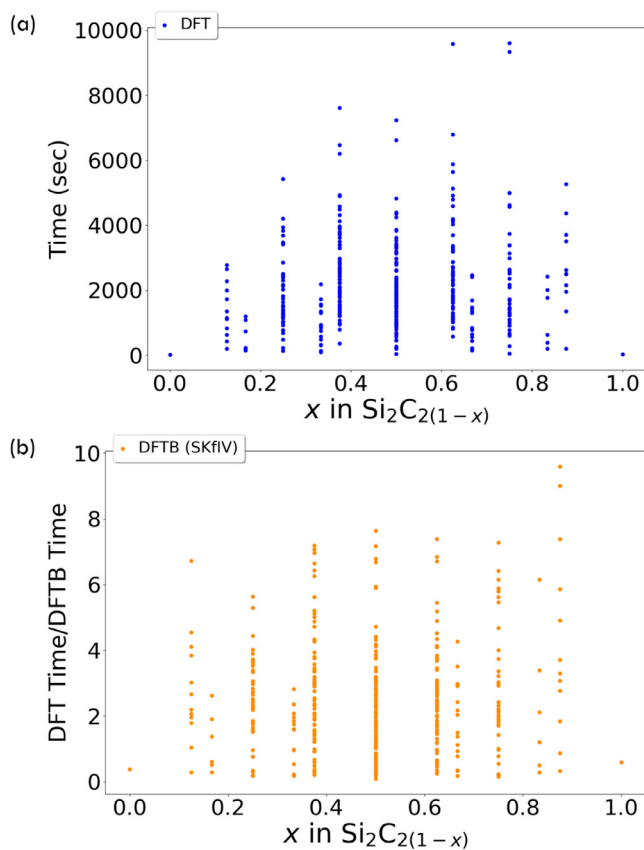 (a)
DFT
10000
8000
6000
4000
2000
0
Time (sec)
0.0 0.2 0.4 0.6 0.8 1.0
x in Si₂C₂₍₁₋ₓ₎
(b)
DFTB (SKfIV)
10
8
6
4
2
0
DFT Time/DFTB Time
0.0 0.2 0.4 0.6 0.8 1.0
x in Si₂C₂₍₁₋ₓ₎